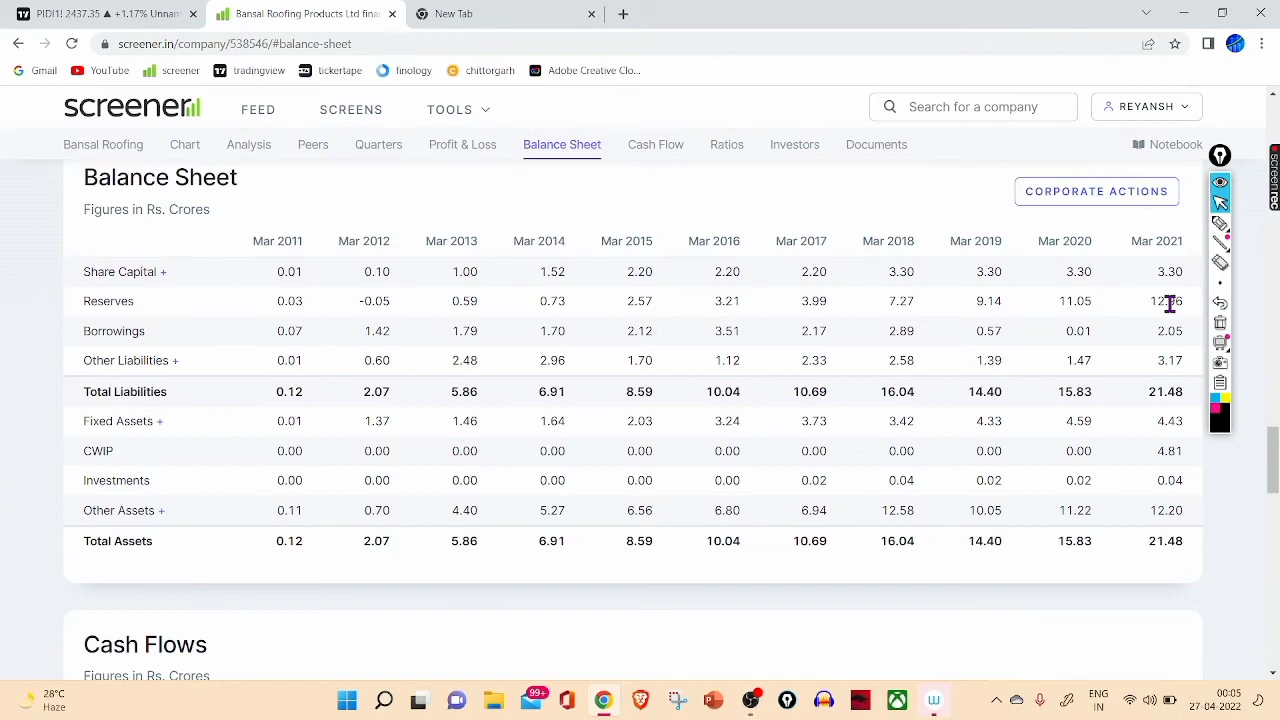 PIDI1! 2437.35 ▲ +1.17% Unnam
Bansal Roofing Products Ltd finar
New Tab
screener.in/company/538546/#balance-sheet
Gmail YouTube screener tradingview tickertape finology chittorgarh Adobe Creative Clo...
screener FEED SCREENS TOOLS Search for a company REYANSH
Bansal Roofing Chart Analysis Peers Quarters Profit & Loss Balance Sheet Cash Flow Ratios Investors Documents Notebook
screenrec
Balance Sheet
CORPORATE ACTIONS
Figures in Rs. Crores
Mar 2011 Mar 2012 Mar 2013 Mar 2014 Mar 2015 Mar 2016 Mar 2017 Mar 2018 Mar 2019 Mar 2020 Mar 2021
Share Capital + 0.01 0.10 1.00 1.52 2.20 2.20 2.20 3.30 3.30 3.30 3.30
Reserves 0.03 -0.05 0.59 0.73 2.57 3.21 3.99 7.27 9.14 11.05
Borrowings 0.07 1.42 1.79 1.70 2.12 3.51 2.17 2.89 0.57 0.01 2.05
Other Liabilities + 0.01 0.60 2.48 2.96 1.70 1.12 2.33 2.58 1.39 1.47 3.17
Total Liabilities 0.12 2.07 5.86 6.91 8.59 10.04 10.69 16.04 14.40 15.83 21.48
Fixed Assets + 0.01 1.37 1.46 1.64 2.03 3.24 3.73 3.42 4.33 4.59 4.43
CWIP 0.00 0.00 0.00 0.00 0.00 0.00 0.00 0.00 0.00 0.00 4.81
Investments 0.00 0.00 0.00 0.00 0.00 0.00 0.02 0.04 0.02 0.02 0.04
Other Assets + 0.11 0.70 4.40 5.27 6.56 6.80 6.94 12.58 10.05 11.22 12.20
Total Assets 0.12 2.07 5.86 6.91 8.59 10.04 10.69 16.04 14.40 15.83 21.48
Cash Flows
Figures in Rs. Crores
28°C
Haze
99+
ENG
IN
00:05
27-04-2022